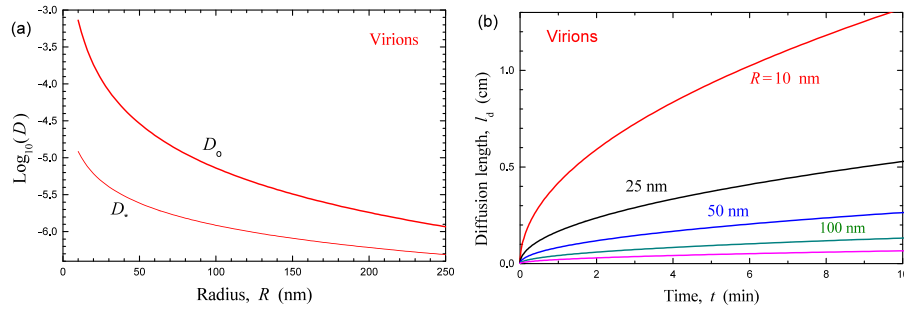 (a)
Virions
Log10(D)
-3.0
-3.5
-4.0
-4.5
-5.0
-5.5
-6.0
Do
D*
0
50
100
150
200
250
Radius, R (nm)
(b)
Virions
Diffusion length, ld (cm)
1.0
0.5
0.0
R=10 nm
25 nm
50 nm
100 nm
0
2
4
6
8
10
Time, t (min)